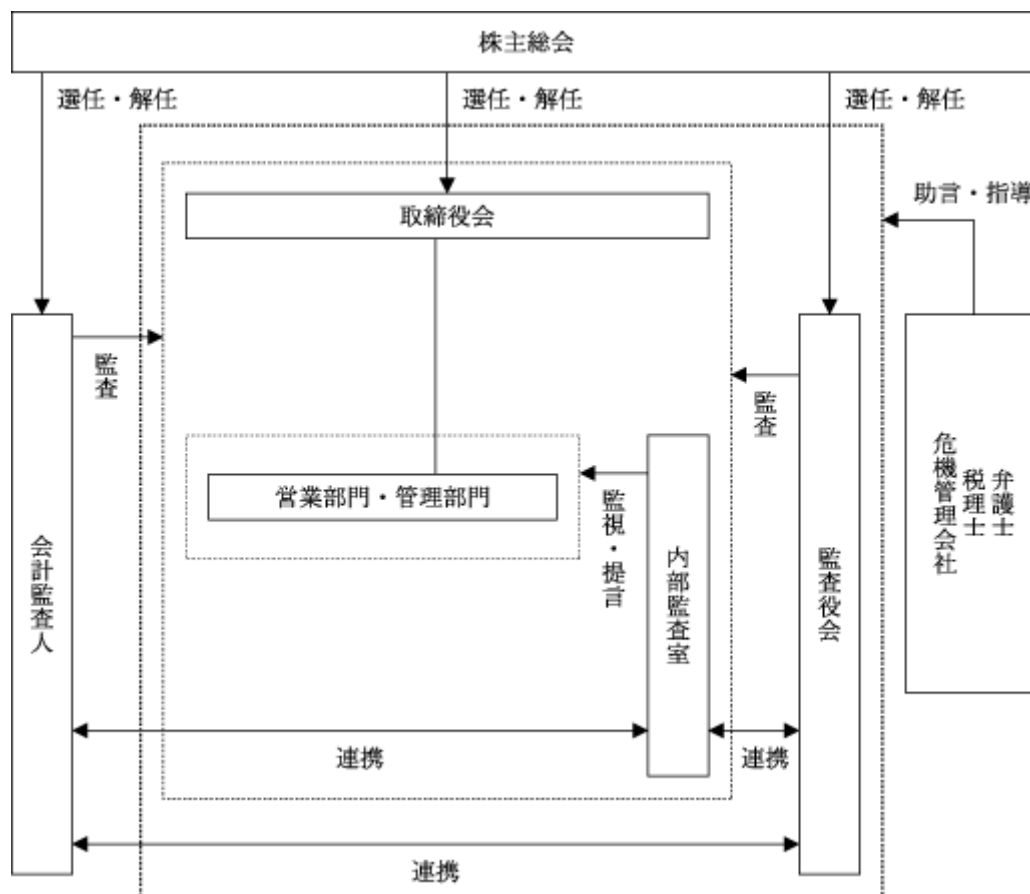 株主総会
選任・解任
選任・解任
選任・解任
助言・指導
取締役会
監査
監査
営業部門・管理部門
監視・提言
内部監査室
会計監査人
監査役会
弁護士
税理士
危機管理会社
連携
連携
連携